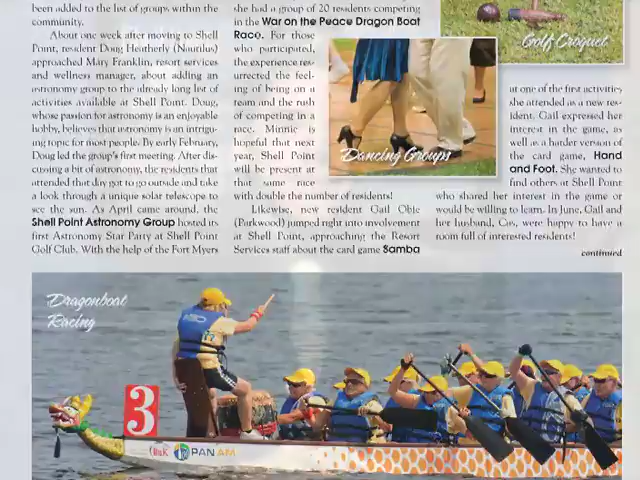 been added to the list of groups within the
community.
About one week after moving to Shell
Point, resident Doug Heatherly (Nautilus)
approached Mary Franklin, resort services
and wellness manager, about adding an
astronomy group to the already long list of
activities available at Shell Point. Doug,
whose passion for astronomy is an enjoyable
hobby, believes that astronomy is an intrigu-
ing topic for most people. By early February,
Doug led the group's first meeting. After dis-
cussing a bit of astronomy, the residents that
attended that day got to go outside and take
a look through a unique solar telescope to
see the sun. As April came around, the
Shell Point Astronomy Group hosted its
first Astronomy Star Party at Shell Point
Golf Club. With the help of the Fort Myers
she had a group of 20 residents competing
in the War on the Peace Dragon Boat
Race. For those
who participated,
the experience res-
urrected the feel-
ing of being on a
team and the rush
of competing in a
race. Minnie is
hopeful that next
year, Shell Point
will be present at
that same race
with double the number of residents!
Likewise, new resident Gail Oble
(Parkwood) jumped right into involvement
at Shell Point, approaching the Resort
Services staff about the card game Samba
Golf Croquet
Dancing Groups
at one of the first activities
she attended as a new res-
ident. Gail expressed her
interest in the game, as
well as a harder version of
the card game, Hand
and Foot. She wanted to
find others at Shell Point
who shared her interest in the game or
would be willing to learn. In June, Gail and
her husband, Cas, were happy to have a
room full of interested residents!
continued
Dragonboat
Racing
3
PAN AM